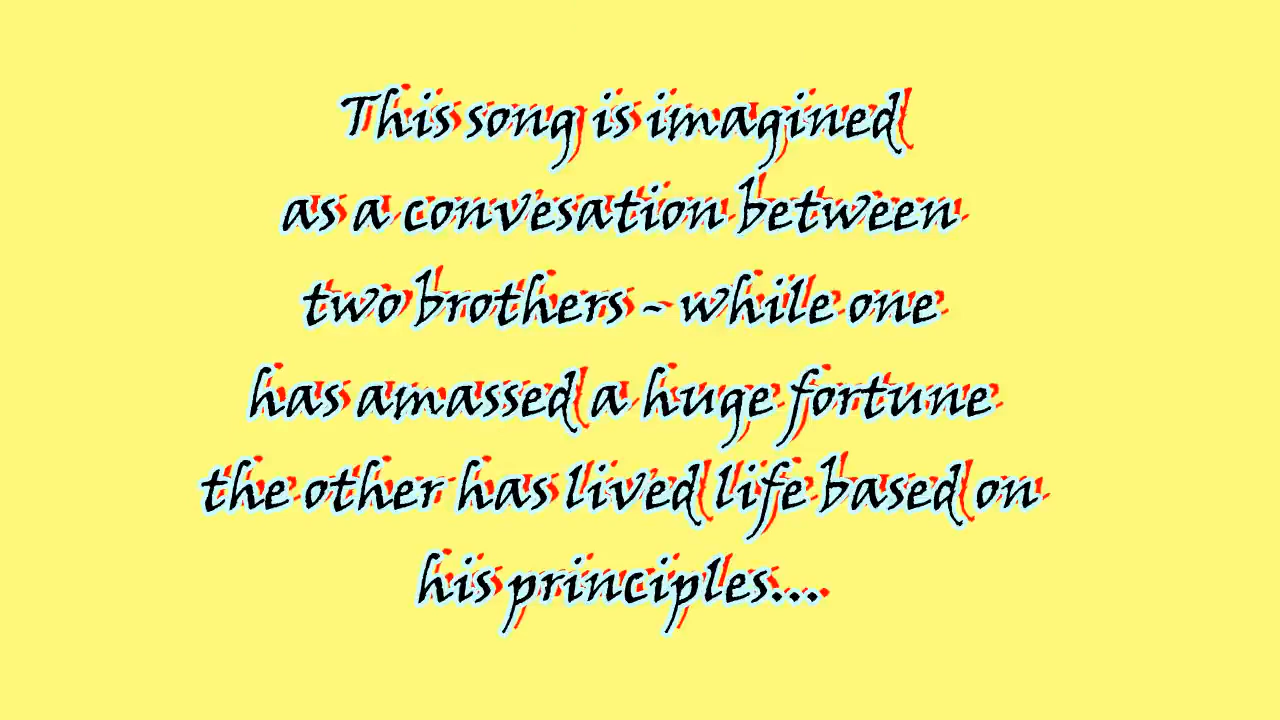 This song is imagined
as a convesation between
two brothers - while one
has amassed a huge fortune
the other has lived life based on
his principles...